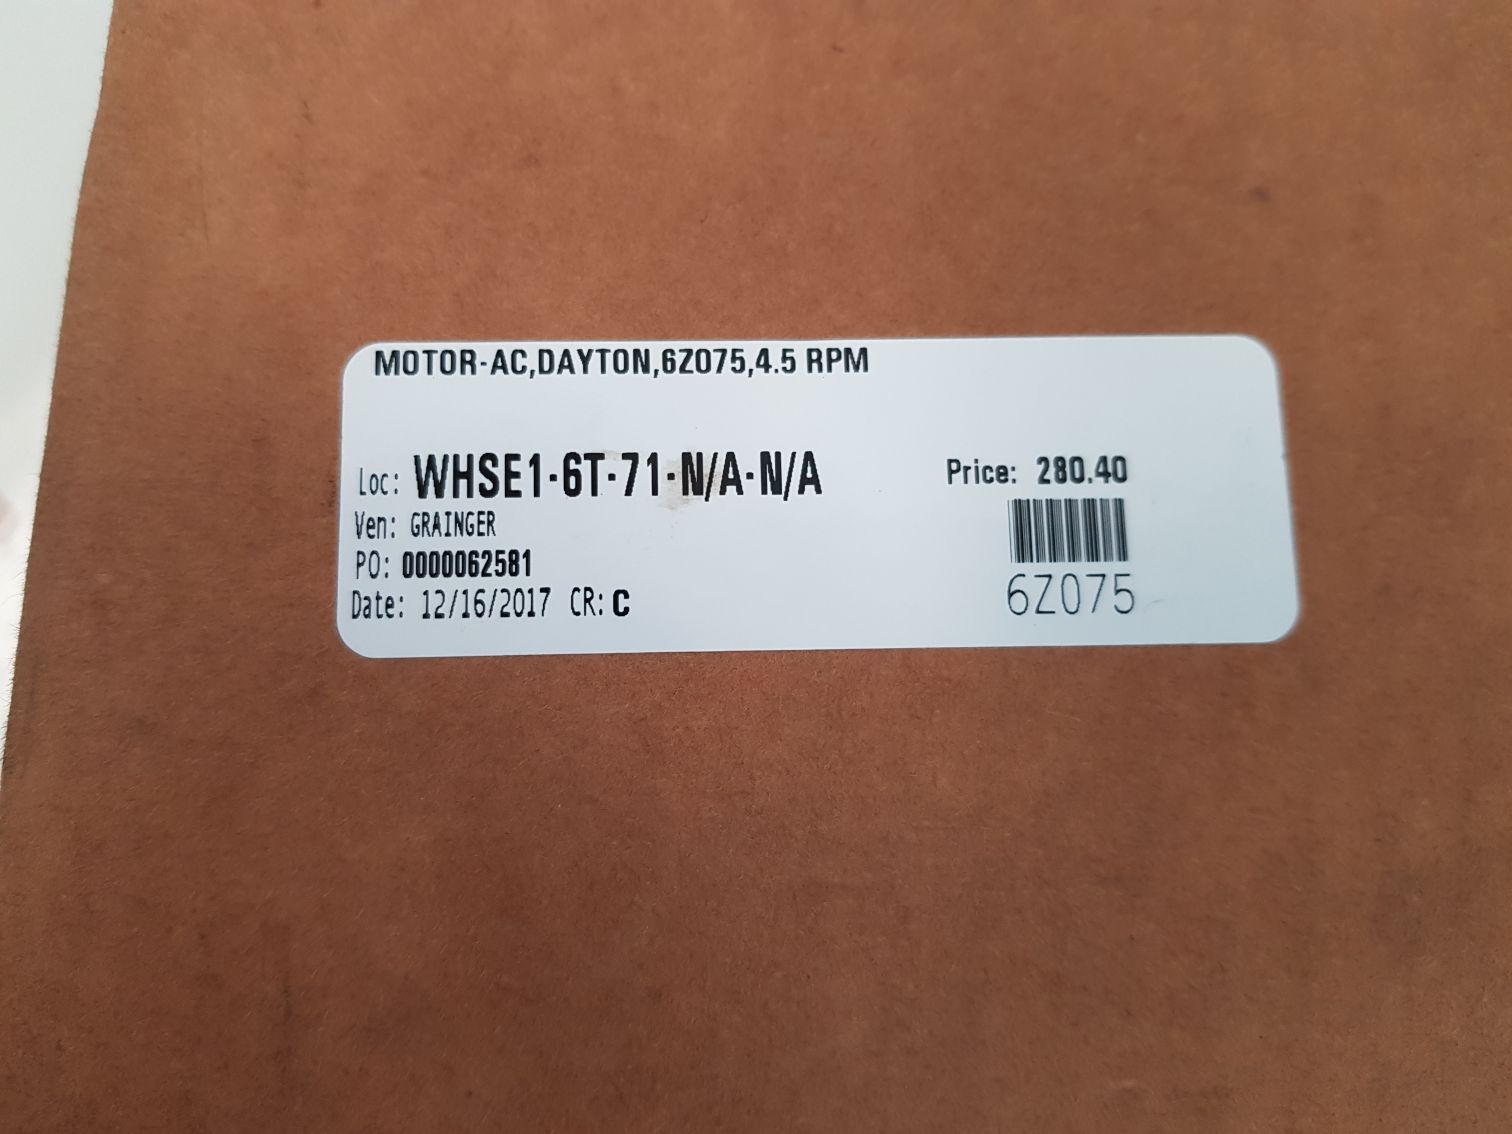 MOTOR-AC,DAYTON,6Z075,4.5 RPM
Loc: WHSE1-6T-71-N/A-N/A
Price: 280.40
Ven: GRAINGER
PO: 0000062581
Date: 12/16/2017 CR: C
6Z075